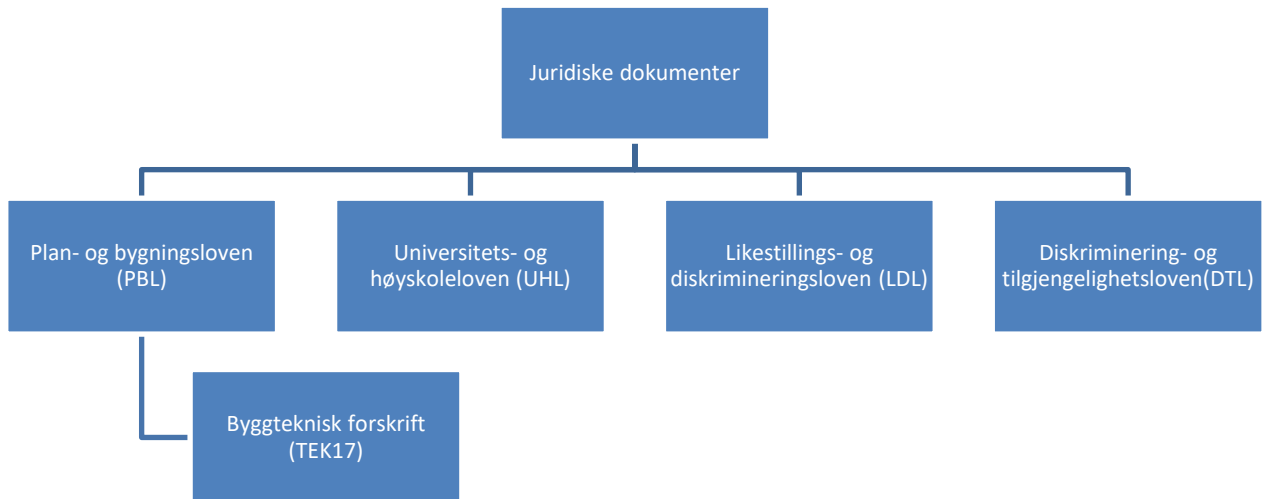 Juridiske dokumenter
Plan- og bygningsloven
(PBL)
Universitets- og
høyskoleloven (UHL)
Likestillings- og
diskrimineringsloven (LDL)
Diskriminering- og
tilgjengelighetsloven(DTL)
Byggteknisk forskrift
(TEK17)